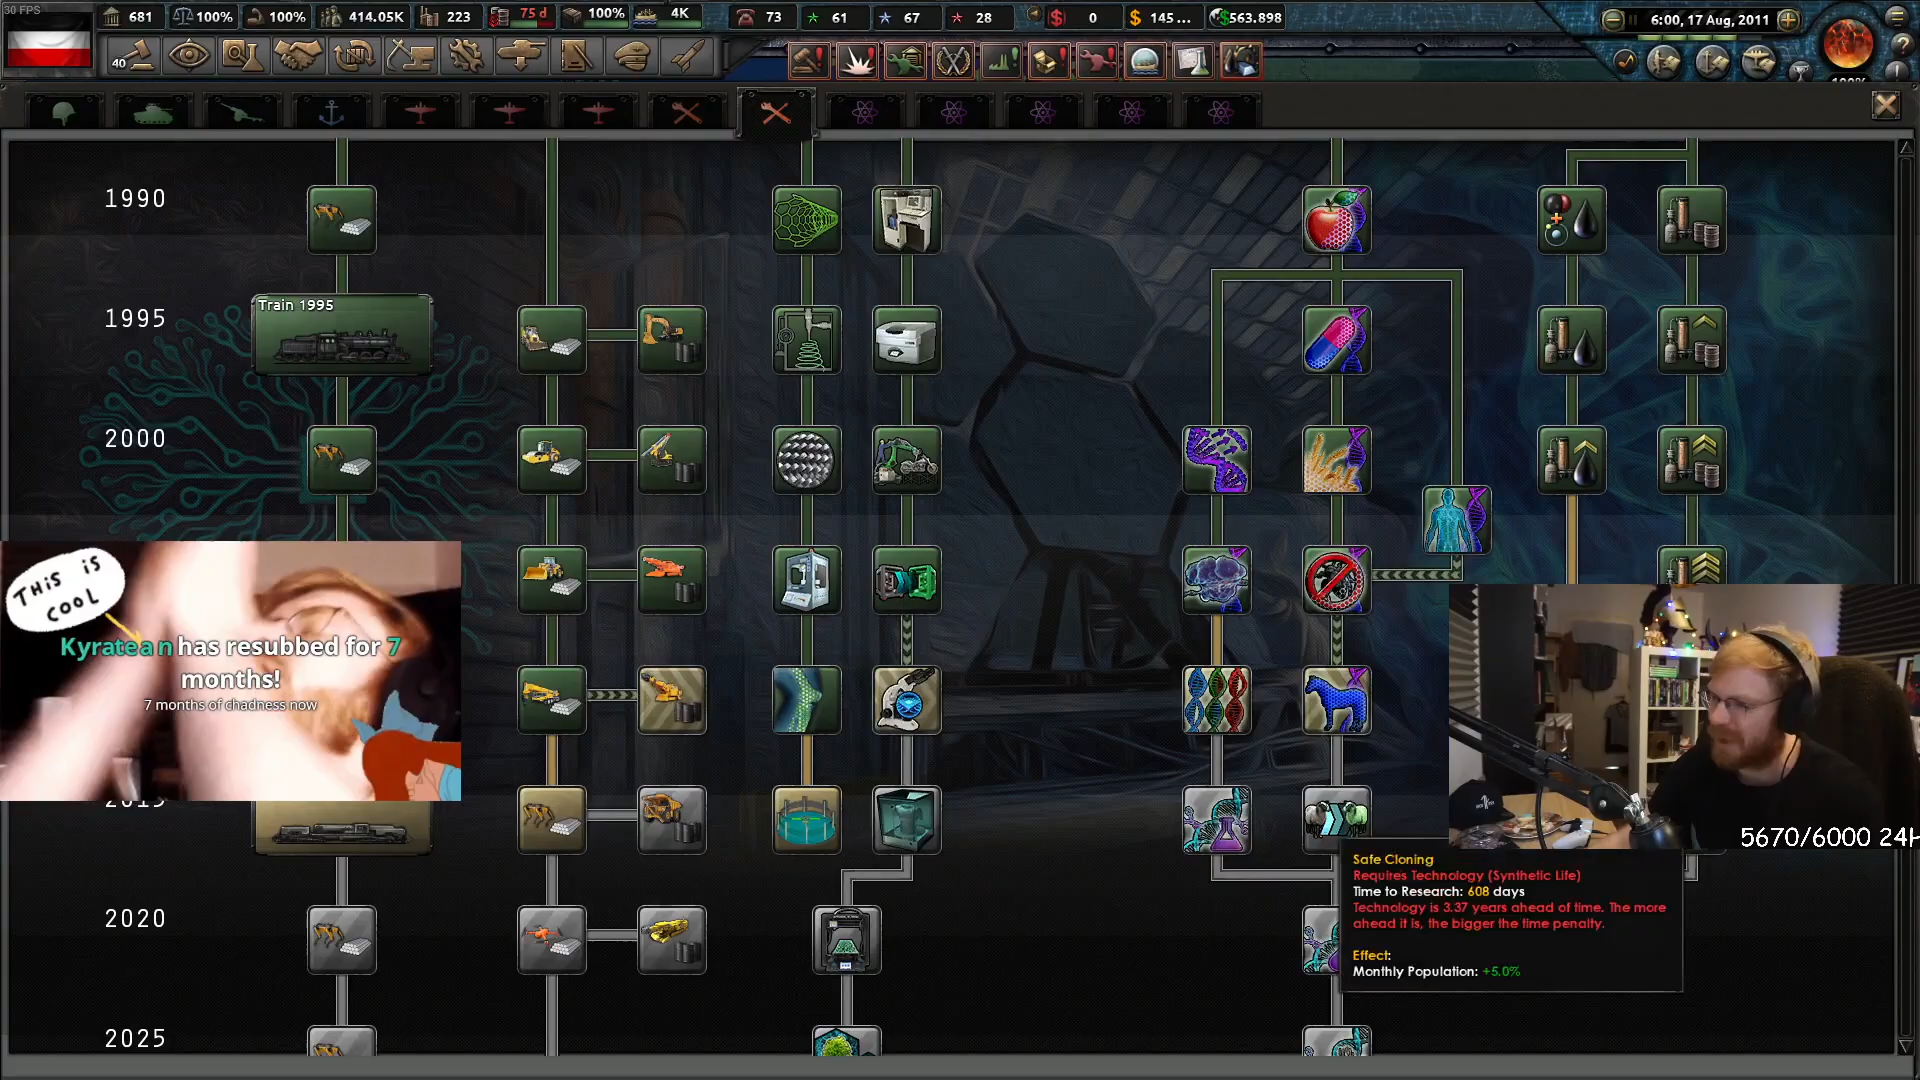 30 FPS
681
100%
100%
414.05K
223
75 d
100%
4K
73
61
67
28
0
145...
563.898
6:00, 17 Aug, 2011
40
1990
Train 1995
1995
2000
THIS IS COOL
Kyratean has resubbed for 7
months!
7 months of chadness now
5670/6000 24H
Safe Cloning
Requires Technology (Synthetic Life)
Time to Research: 608 days
Technology is 3.37 years ahead of time. The more
ahead it is, the bigger the time penalty.
Effect:
Monthly Population: +5.0%
2020
2025